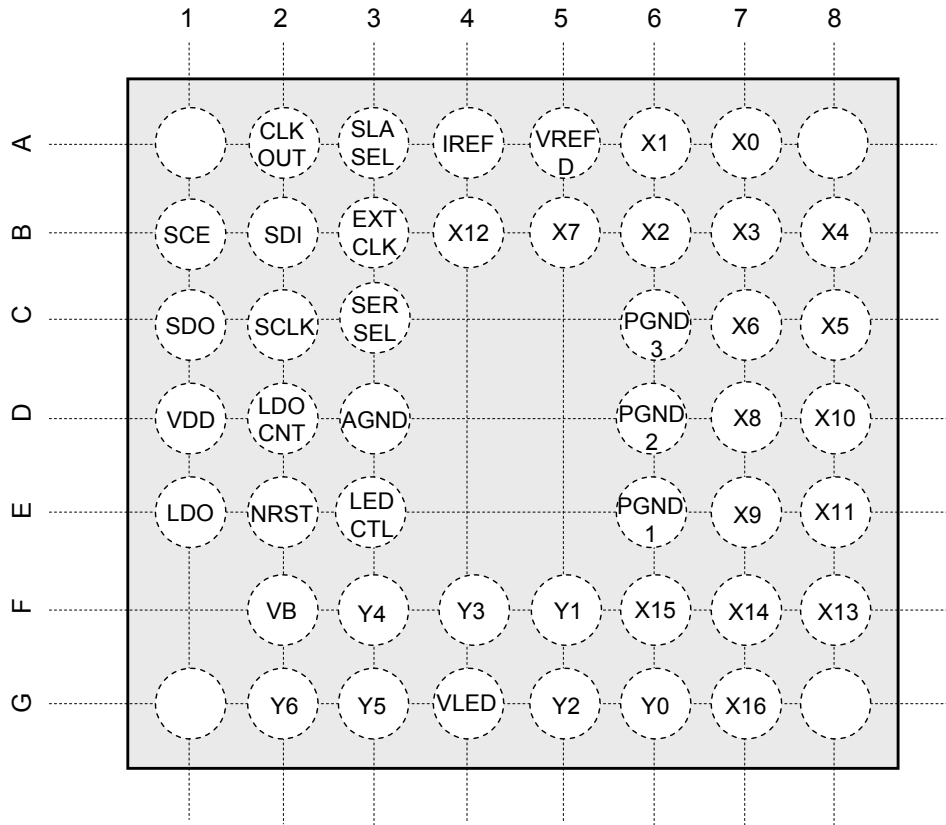 1 2 3 4 5 6 7 8
A CLK OUT SLA SEL IREF VREF D X1 X0
B SCE SDI EXT CLK X12 X7 X2 X3 X4
C SDO SCLK SER SEL PGND 3 X6 X5
D VDD LDO CNT AGND PGND 2 X8 X10
E LDO NRST LED CTL PGND 1 X9 X11
F VB Y4 Y3 Y1 X15 X14 X13
G Y6 Y5 VLED Y2 Y0 X16